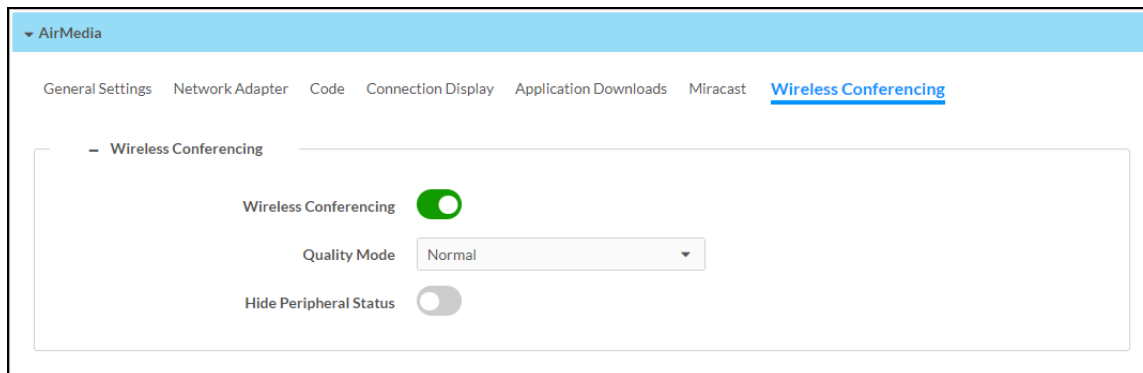 AirMedia
General Settings Network Adapter Code Connection Display Application Downloads Miracast Wireless Conferencing
Wireless Conferencing
Wireless Conferencing
Quality Mode Normal
Hide Peripheral Status